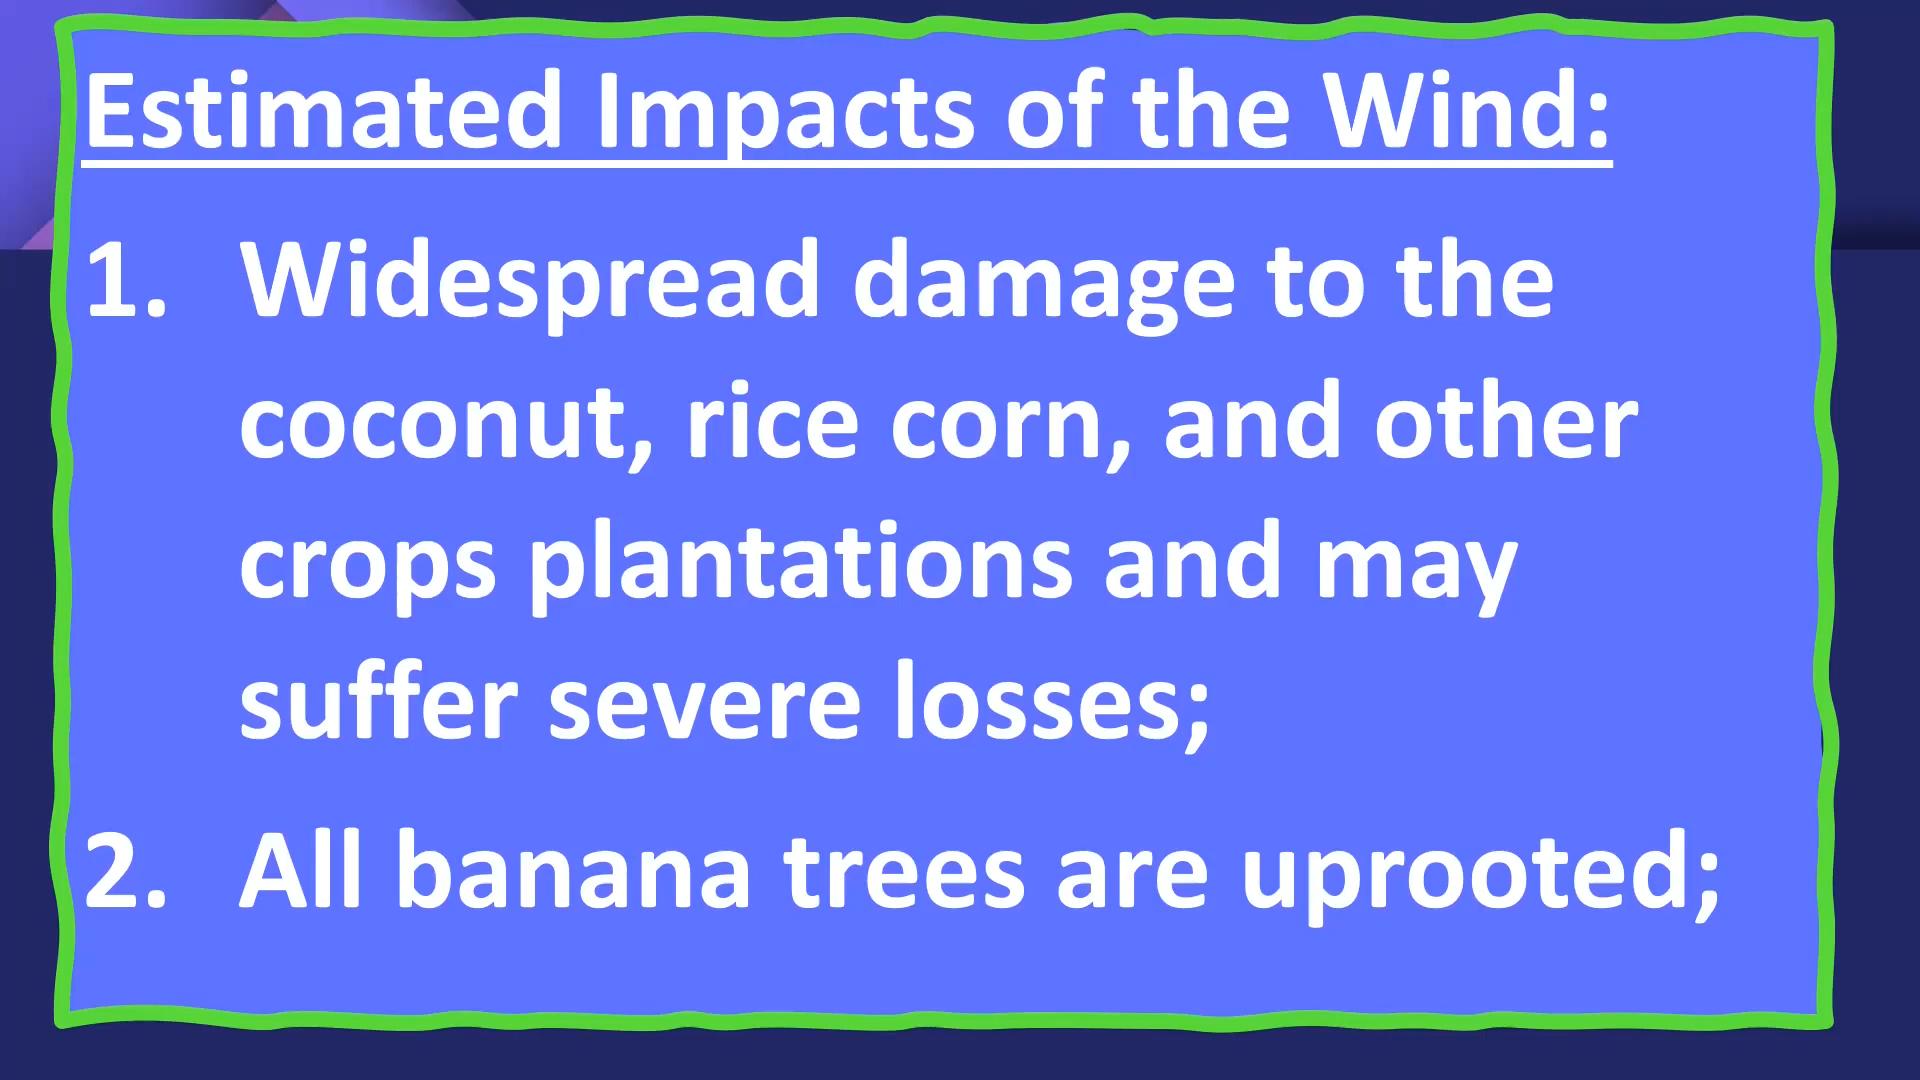 Estimated Impacts of the Wind:
1. Widespread damage to the
coconut, rice corn, and other
crops plantations and may
suffer severe losses;
2. All banana trees are uprooted;